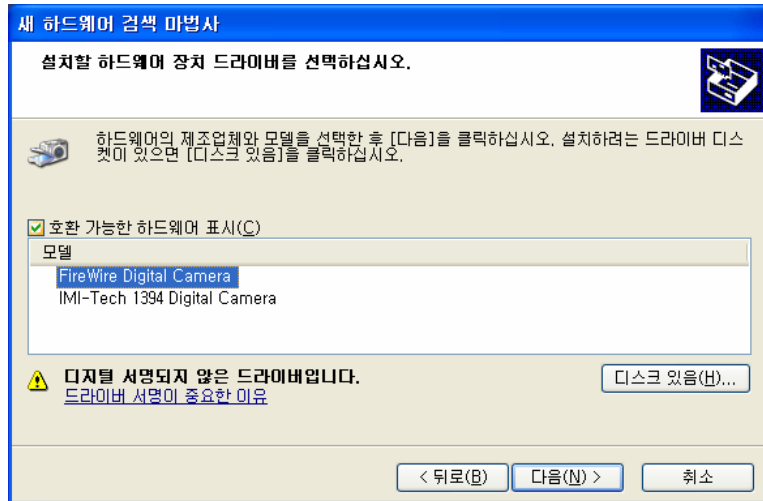 새 하드웨어 검색 마법사
설치할 하드웨어 장치 드라이버를 선택하십시오.
하드웨어의 제조업체와 모델을 선택한 후 [다음]을 클릭하십시오. 설치하려는 드라이버 디스
켓이 있으면 [디스크 있음]을 클릭하십시오.
호환 가능한 하드웨어 표시(C)
모델
FireWire Digital Camera
IMI-Tech 1394 Digital Camera
디지털 서명되지 않은 드라이버입니다.
디스크 있음(H)...
드라이버 서명이 중요한 이유
< 뒤로(B)
다음(N) >
취소